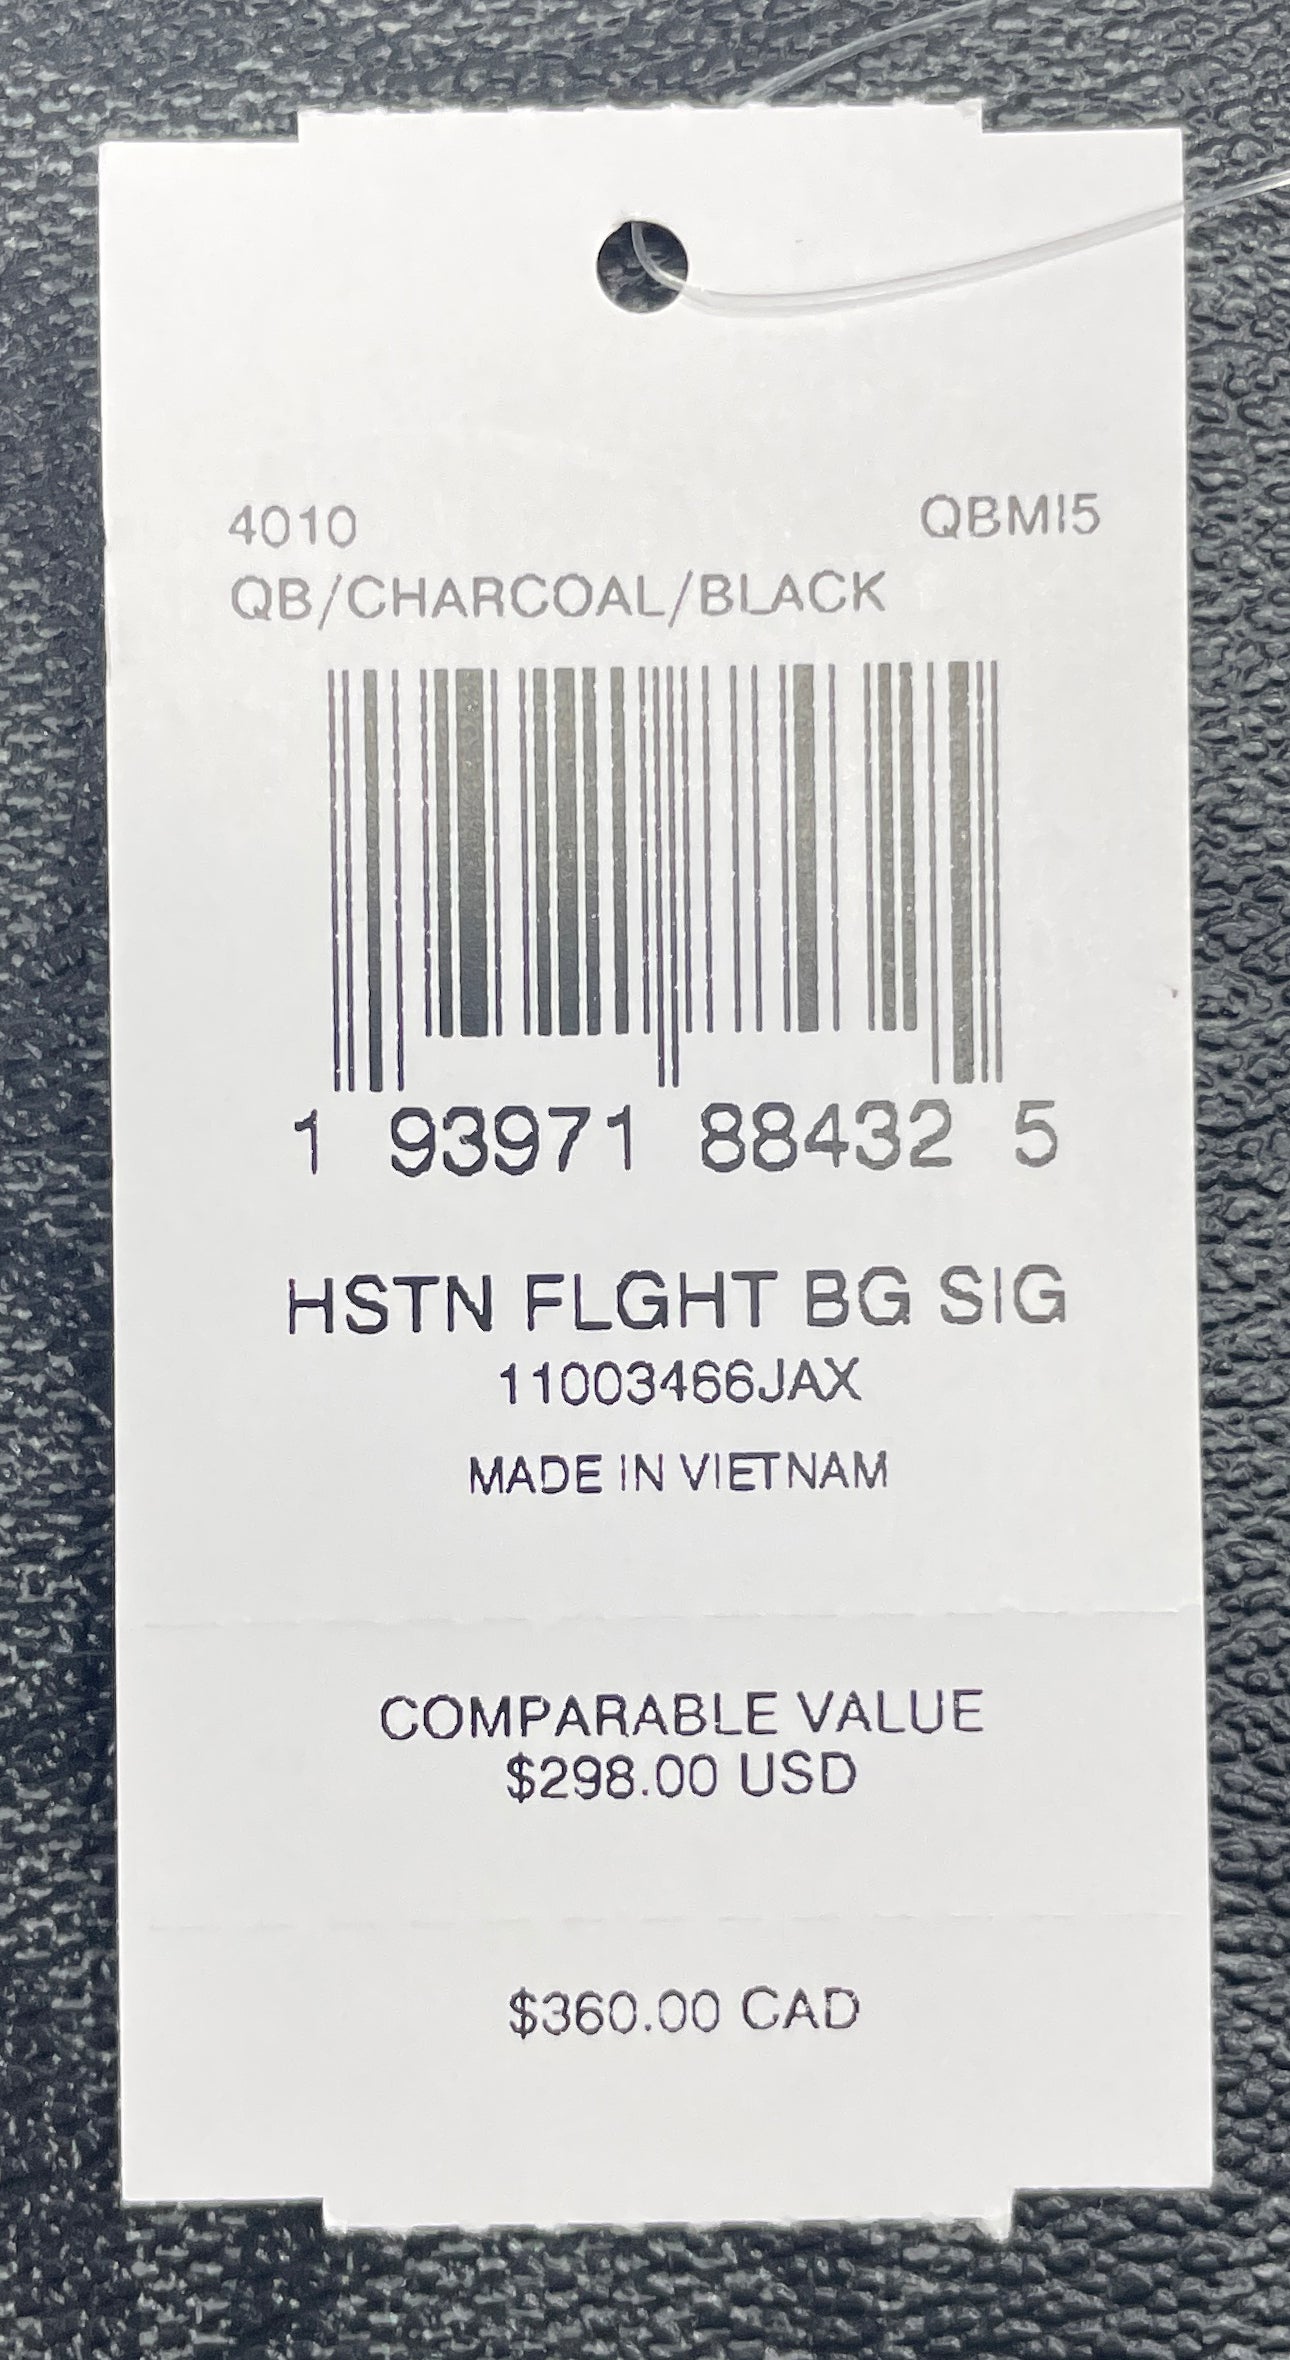 4010 QBMI5
QB/CHARCOAL/BLACK
1 93971 88432 5
HSTN FLGHT BG SIG
11003466JAX
MADE IN VIETNAM
COMPARABLE VALUE
$298.00 USD
$360.00 CAD